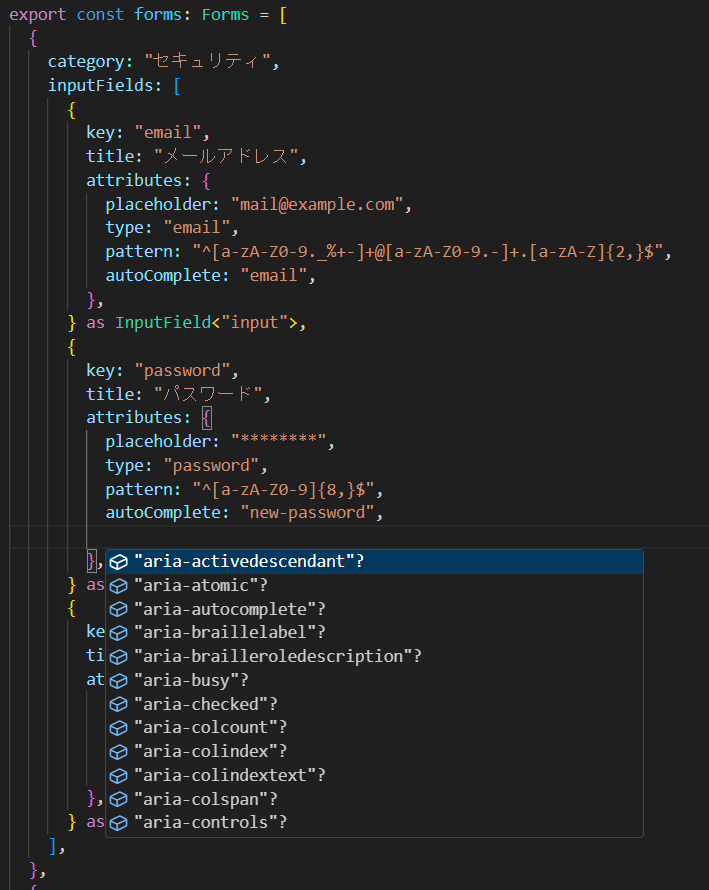 export const forms: Forms = [
{
category: "セキュリティ",
inputFields: [
{
key: "email",
title: "メールアドレス",
attributes: {
placeholder: "mail@example.com",
type: "email",
pattern: "^[a-zA-Z0-9._%+-]+@[a-zA-Z0-9.-]+.[a-zA-Z]{2,}$",
autoComplete: "email",
},
} as InputField<"input">,
{
key: "password",
title: "パスワード",
attributes: {
placeholder: "********",
type: "password",
pattern: "^[a-zA-Z0-9]{8,}$",
autoComplete: "new-password",
}, "aria-activedescendant"?
} as "aria-atomic"?
{ "aria-autocomplete"?
ke "aria-braillelabel"?
ti "aria-brailleroledescription"?
at "aria-busy"?
"aria-checked"?
"aria-colcount"?
"aria-colindex"?
"aria-colindextext"?
}, "aria-colspan"?
} as "aria-controls"?
],
},
{